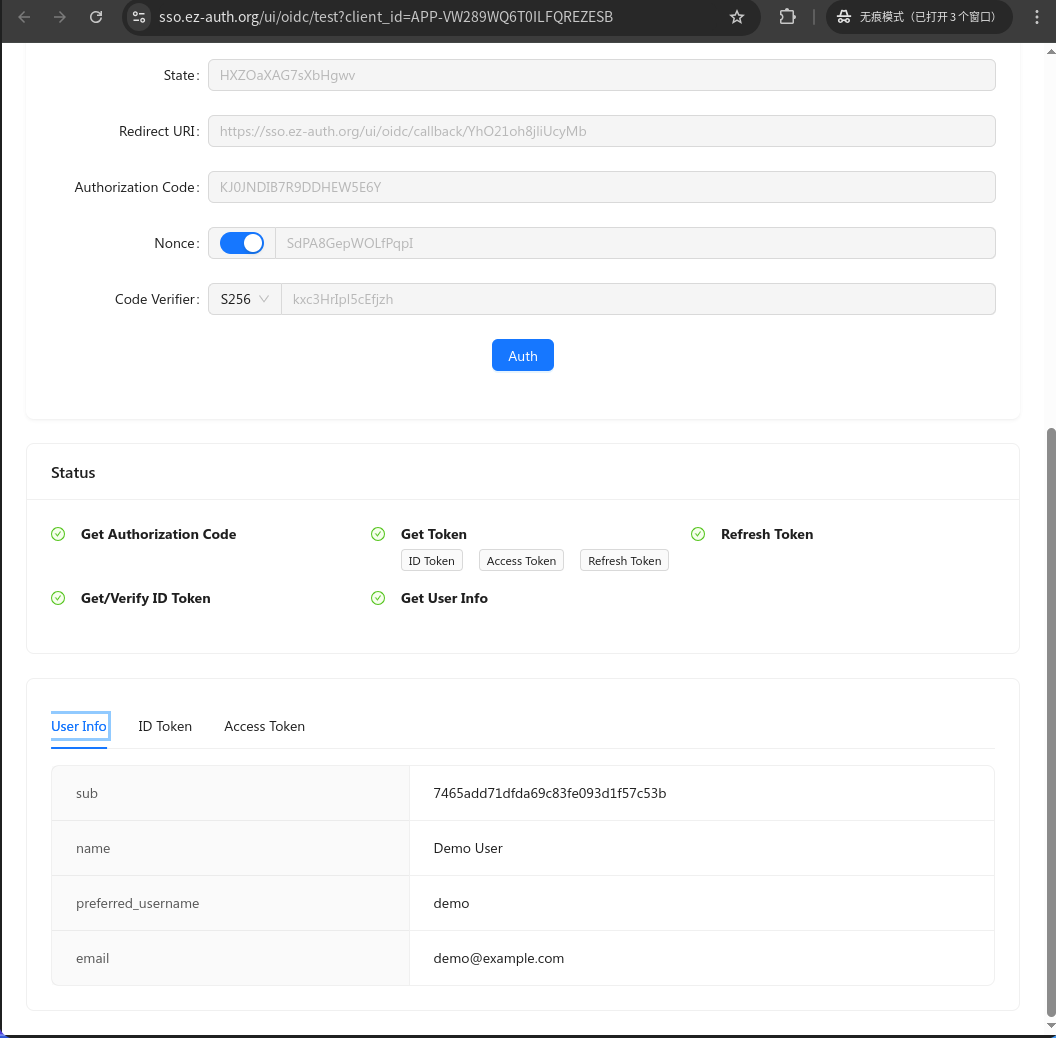 sso.ez-auth.org/ui/oidc/test?client_id=APP-VW289WQ6T0ILFQREZESB
无痕模式（已打开 3 个窗口）
State: HXZOaXAG7sXbHgwv
Redirect URI: https://sso.ez-auth.org/ui/oidc/callback/YhO21oh8jliUcyMb
Authorization Code: KJ0JNDIB7R9DDHEW5E6Y
Nonce: SdPA8GepWOLfPqpI
Code Verifier: S256 kxc3HrIpl5cEfjzh
Auth
Status
Get Authorization Code
Get Token
Refresh Token
ID Token Access Token Refresh Token
Get/Verify ID Token
Get User Info
User Info ID Token Access Token
sub 7465add71dfda69c83fe093d1f57c53b
name Demo User
preferred_username demo
email demo@example.com